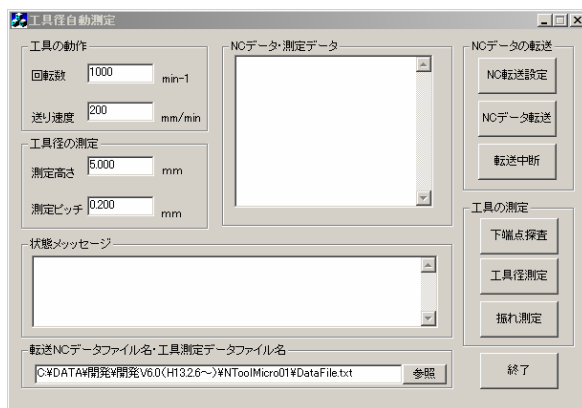 工具径自動測定
工具の動作
回転数 1000 min-1
送り速度 200 mm/min
工具径の測定
測定高さ 5.000 mm
測定ピッチ 0.200 mm
NCデータ・測定データ
NCデータの転送
NC転送設定
NCデータ転送
転送中断
工具の測定
下端点探査
工具径測定
振れ測定
状態メッセージ
転送NCデータファイル名・工具測定データファイル名
C:¥DATA¥開発¥開発V6.0(H13.2.6～)¥NToolMicro01¥DataFile.txt 参照
終了